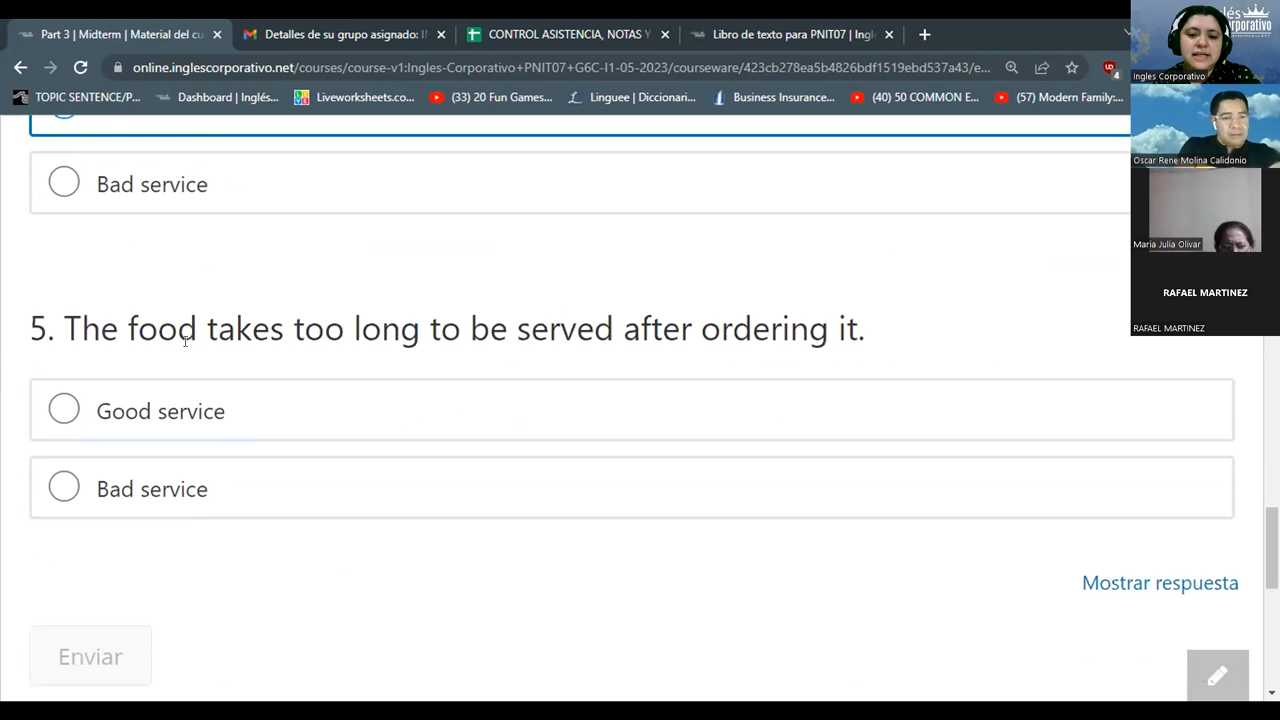 Part 3 | Midterm | Material del cu
Detalles de su grupo asignado: I
CONTROL ASISTENCIA, NOTAS Y
Libro de texto para PNIT07 | Ingl
online.inglescorporativo.net/courses/course-v1:Ingles-Corporativo+PNIT07+G6C-I1-05-2023/courseware/423cb278ea5b4826bdf1519ebd537a43/e...
TOPIC SENTENCE/P...
Dashboard | Inglés...
Liveworksheets.co...
(33) 20 Fun Games...
Linguee | Diccionari...
Business Insurance...
(40) 50 COMMON E...
(57) Modern Family:...
Ingles Corporativo
Oscar Rene Molina Calidonio
Maria Julia Olivar
RAFAEL MARTINEZ
RAFAEL MARTINEZ
Bad service
5. The food takes too long to be served after ordering it.
Good service
Bad service
Mostrar respuesta
Enviar